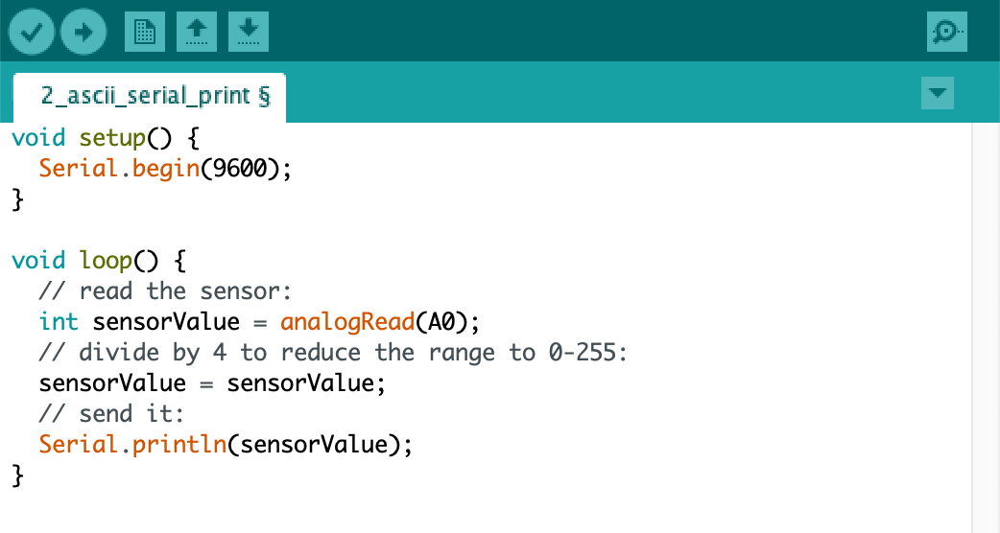 2_ascii_serial_print §
void setup() {
  Serial.begin(9600);
}

void loop() {
  // read the sensor:
  int sensorValue = analogRead(A0);
  // divide by 4 to reduce the range to 0-255:
  sensorValue = sensorValue;
  // send it:
  Serial.println(sensorValue);
}